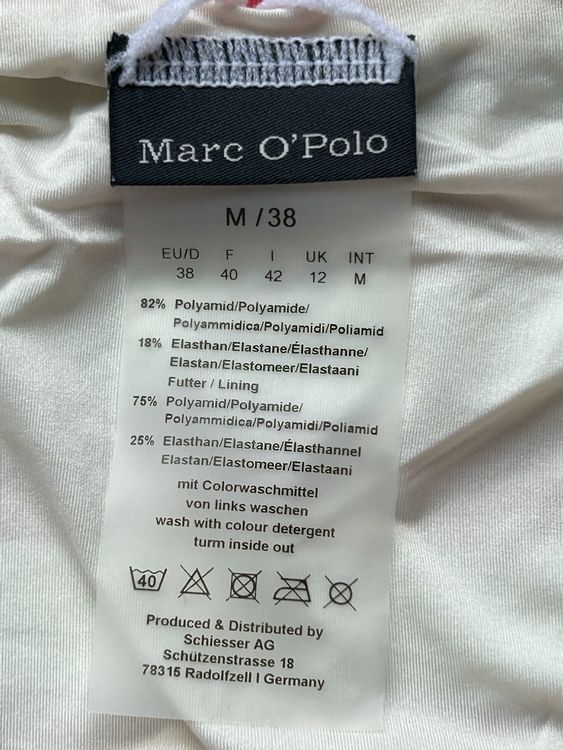 Marc O'Polo
M / 38
EU/D F I UK INT
38 40 42 12 M
82% Polyamid/Polyamide/
Polyammidica/Polyamidi/Poliamid
18% Elasthan/Elastane/Élasthanne/
Elastan/Elastomeer/Elastaani
Futter / Lining
75% Polyamid/Polyamide/
Polyammidica/Polyamidi/Poliamid
25% Elasthan/Elastane/Élasthannel
Elastan/Elastomeer/Elastaani
mit Colorwaschmittel
von links waschen
wash with colour detergent
turm inside out
40
Produced & Distributed by
Schiesser AG
Schützenstrasse 18
78315 Radolfzell I Germany